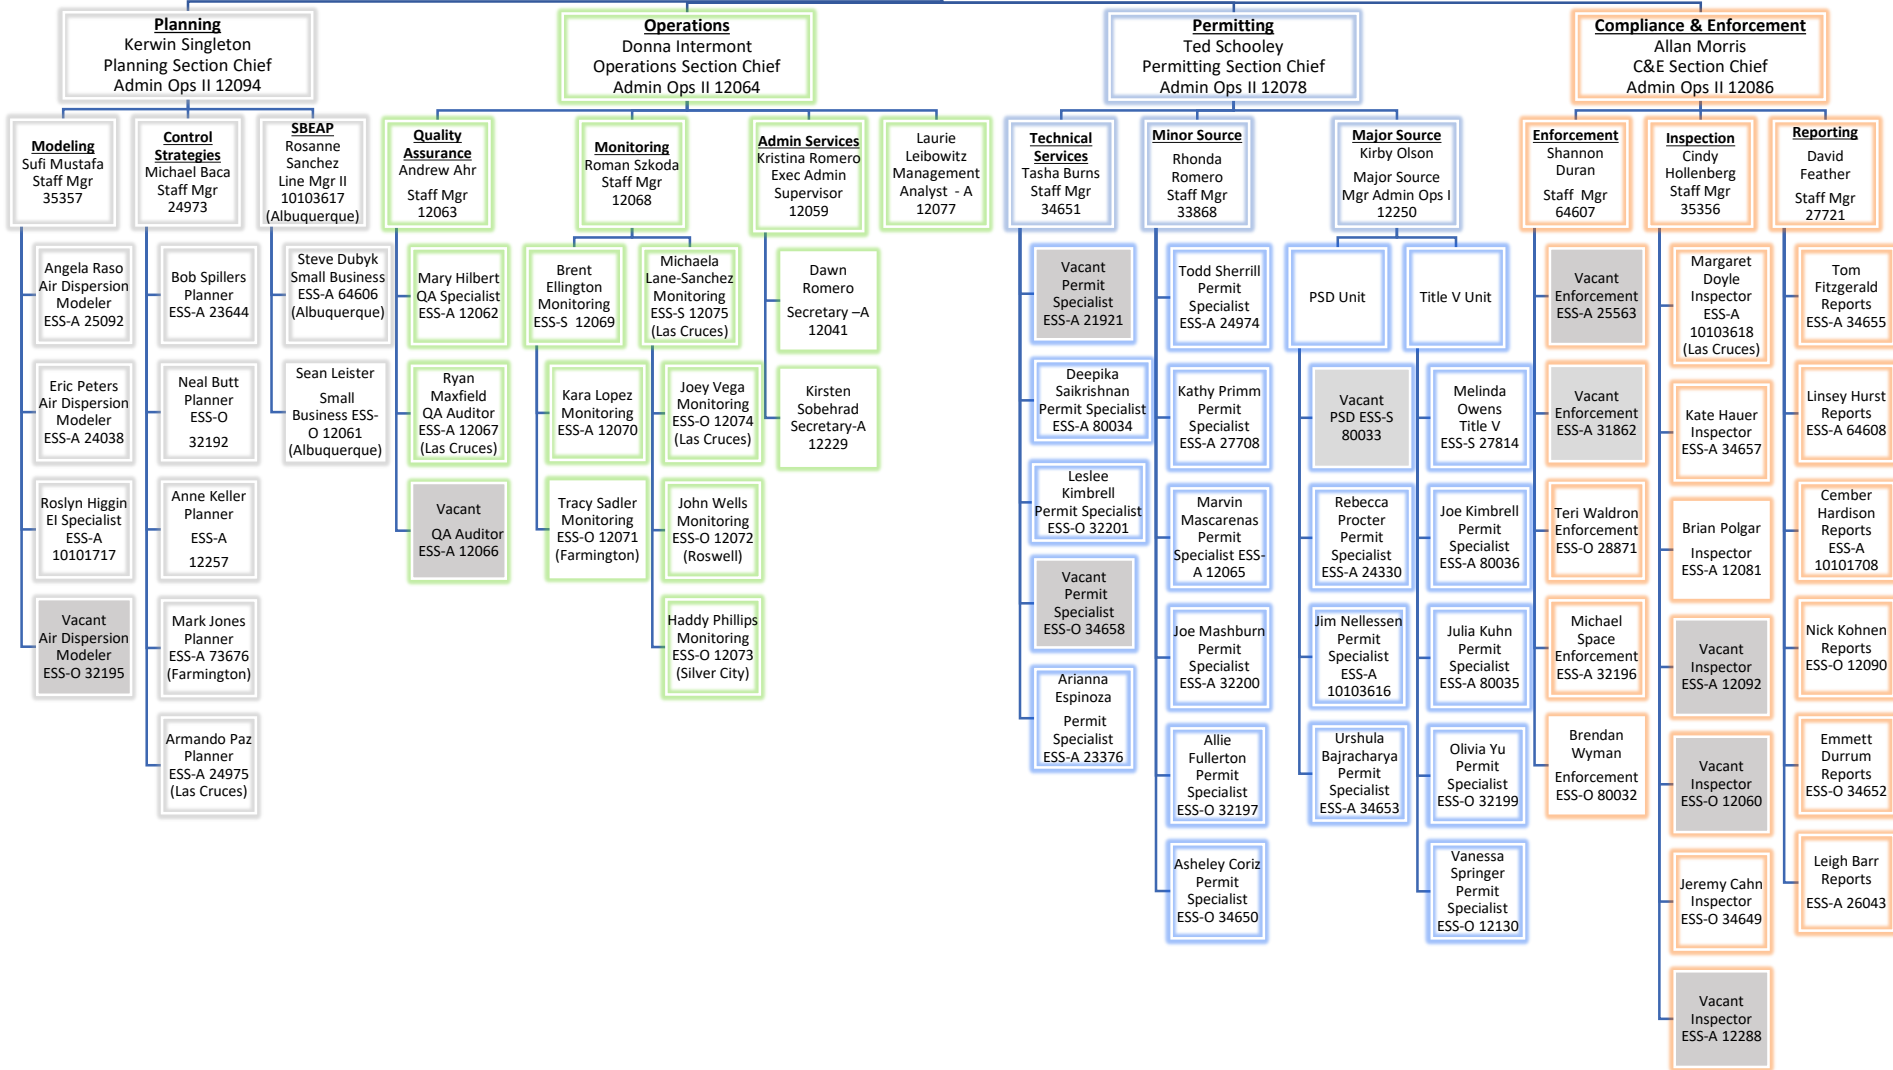 Planning
Kerwin Singleton
Planning Section Chief
Admin Ops II 12094
Operations
Donna Intermont
Operations Section Chief
Admin Ops II 12064
Permitting
Ted Schooley
Permitting Section Chief
Admin Ops II 12078
Compliance & Enforcement
Allan Morris
C&E Section Chief
Admin Ops II 12086
Modeling
Sufi Mustafa
Staff Mgr
35357
Control
Strategies
Michael Baca
Staff Mgr
24973
SBEAP
Rosanne
Sanchez
Line Mgr II
10103617
(Albuquerque)
Quality
Assurance
Andrew Ahr
Staff Mgr
12063
Monitoring
Roman Szkoda
Staff Mgr
12068
Admin Services
Kristina Romero
Exec Admin
Supervisor
12059
Laurie
Leibowitz
Management
Analyst - A
12077
Technical
Services
Tasha Burns
Staff Mgr
34651
Minor Source
Rhonda
Romero
Staff Mgr
33868
Major Source
Kirby Olson
Major Source
Mgr Admin Ops I
12250
Enforcement
Shannon
Duran
Staff Mgr
64607
Inspection
Cindy
Hollenberg
Staff Mgr
35356
Reporting
David
Feather
Staff Mgr
27721
Angela Raso
Air Dispersion
Modeler
ESS-A 25092
Eric Peters
Air Dispersion
Modeler
ESS-A 24038
Roslyn Higgin
EI Specialist
ESS-A
10101717
Vacant
Air Dispersion
Modeler
ESS-O 32195
Bob Spillers
Planner
ESS-A 23644
Neal Butt
Planner
ESS-O
32192
Anne Keller
Planner
ESS-A
12257
Mark Jones
Planner
ESS-A 73676
(Farmington)
Armando Paz
Planner
ESS-A 24975
(Las Cruces)
Steve Dubyk
Small Business
ESS-A 64606
(Albuquerque)
Sean Leister
Small
Business ESS-
O 12061
(Albuquerque)
Mary Hilbert
QA Specialist
ESS-A 12062
Ryan
Maxfield
QA Auditor
ESS-A 12067
(Las Cruces)
Vacant
QA Auditor
ESS-A 12066
Brent
Ellington
Monitoring
ESS-S 12069
Kara Lopez
Monitoring
ESS-A 12070
Tracy Sadler
Monitoring
ESS-O 12071
(Farmington)
Michaela
Lane-Sanchez
Monitoring
ESS-S 12075
(Las Cruces)
Joey Vega
Monitoring
ESS-O 12074
(Las Cruces)
John Wells
Monitoring
ESS-O 12072
(Roswell)
Haddy Phillips
Monitoring
ESS-O 12073
(Silver City)
Dawn
Romero
Secretary –A
12041
Kirsten
Sobehrad
Secretary-A
12229
Vacant
Permit
Specialist
ESS-A 21921
Deepika
Saikrishnan
Permit Specialist
ESS-A 80034
Leslee
Kimbrell
Permit Specialist
ESS-O 32201
Vacant
Permit
Specialist
ESS-O 34658
Arianna
Espinoza
Permit
Specialist
ESS-A 23376
Todd Sherrill
Permit
Specialist
ESS-A 24974
Kathy Primm
Permit
Specialist
ESS-A 27708
Marvin
Mascarenas
Permit
Specialist ESS-
A 12065
Joe Mashburn
Permit
Specialist
ESS-A 32200
Allie
Fullerton
Permit
Specialist
ESS-O 32197
Asheley Coriz
Permit
Specialist
ESS-O 34650
PSD Unit
Vacant
PSD ESS-S
80033
Rebecca
Procter
Permit
Specialist
ESS-A 24330
Jim Nellessen
Permit
Specialist
ESS-A
10103616
Urshula
Bajracharya
Permit
Specialist
ESS-A 34653
Title V Unit
Melinda
Owens
Title V
ESS-S 27814
Joe Kimbrell
Permit
Specialist
ESS-A 80036
Julia Kuhn
Permit
Specialist
ESS-A 80035
Olivia Yu
Permit
Specialist
ESS-O 32199
Vanessa
Springer
Permit
Specialist
ESS-O 12130
Vacant
Enforcement
ESS-A 25563
Vacant
Enforcement
ESS-A 31862
Teri Waldron
Enforcement
ESS-O 28871
Michael
Space
Enforcement
ESS-A 32196
Brendan
Wyman
Enforcement
ESS-O 80032
Margaret
Doyle
Inspector
ESS-A
10103618
(Las Cruces)
Kate Hauer
Inspector
ESS-A 34657
Brian Polgar
Inspector
ESS-A 12081
Vacant
Inspector
ESS-A 12092
Vacant
Inspector
ESS-O 12060
Jeremy Cahn
Inspector
ESS-O 34649
Vacant
Inspector
ESS-A 12288
Tom
Fitzgerald
Reports
ESS-A 34655
Linsey Hurst
Reports
ESS-A 64608
Cember
Hardison
Reports
ESS-A
10101708
Nick Kohnen
Reports
ESS-O 12090
Emmett
Durrum
Reports
ESS-O 34652
Leigh Barr
Reports
ESS-A 26043